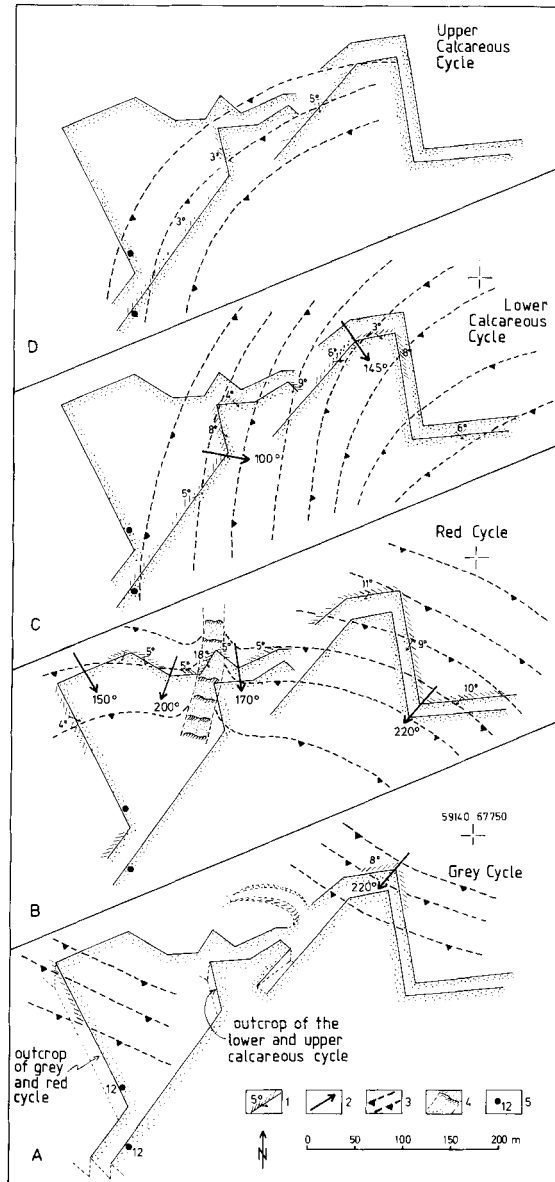 Upper
Calcareous
Cycle
5°
3°
3°
D
Lower
Calcareous
Cycle
3°
6°
8°
145°
9°
4°
8°
100°
6°
5°
C
Red Cycle
11°
18°
5°
5°
5°
5°
9°
150°
200°
170°
10°
4°
220°
B
59140 67750
Grey Cycle
8°
220°
outcrop of the
lower and upper
calcareous cycle
outcrop
of grey
and red
cycle
12
12
A
5° 1
2
3
4
12 5
N
0 50 100 150 200 m